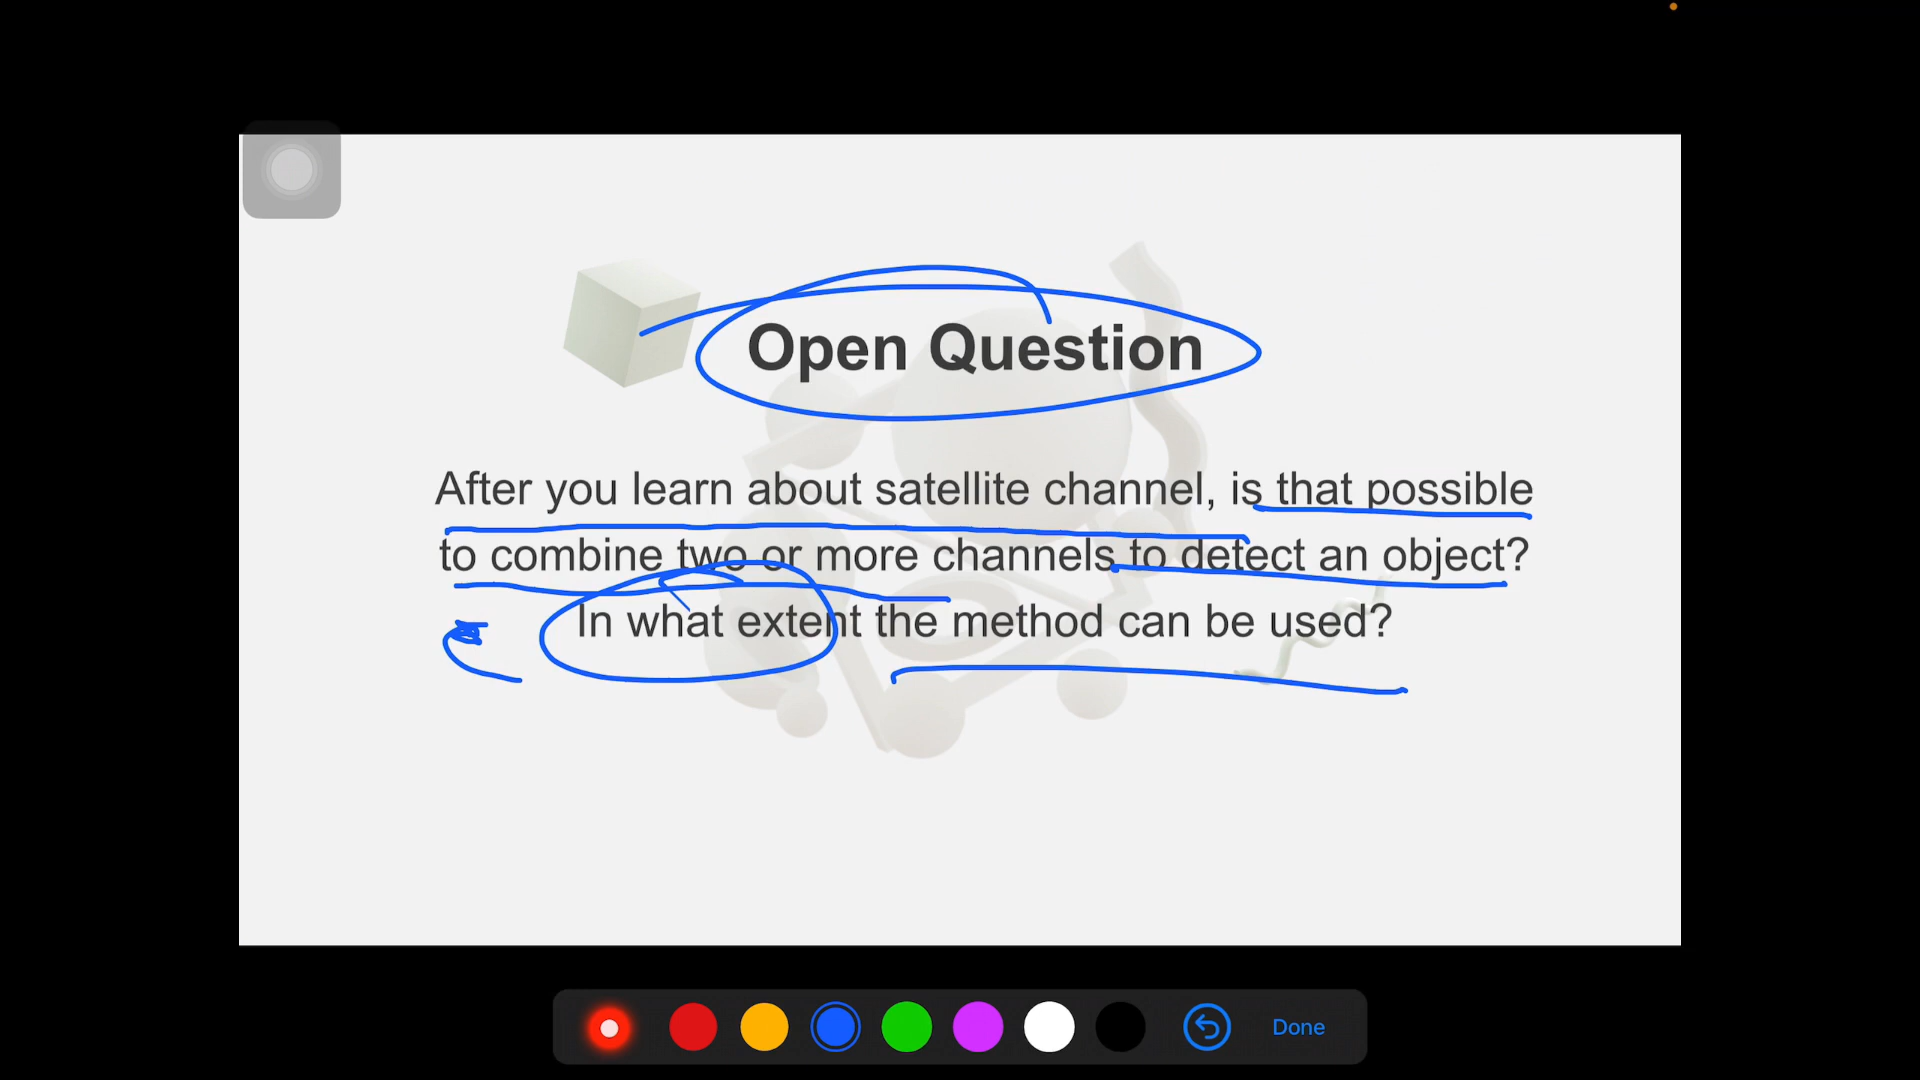 Open Question
After you learn about satellite channel, is that possible
to combine two or more channels to detect an object?
In what extent the method can be used?
Done